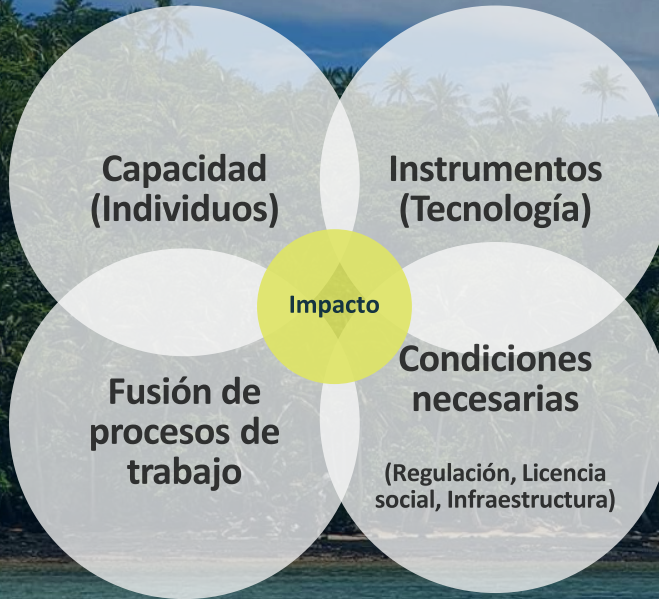 Capacidad
(Individuos)
Instrumentos
(Tecnología)
Impacto
Fusión de
procesos de
trabajo
Condiciones
necesarias
(Regulación, Licencia
social, Infraestructura)